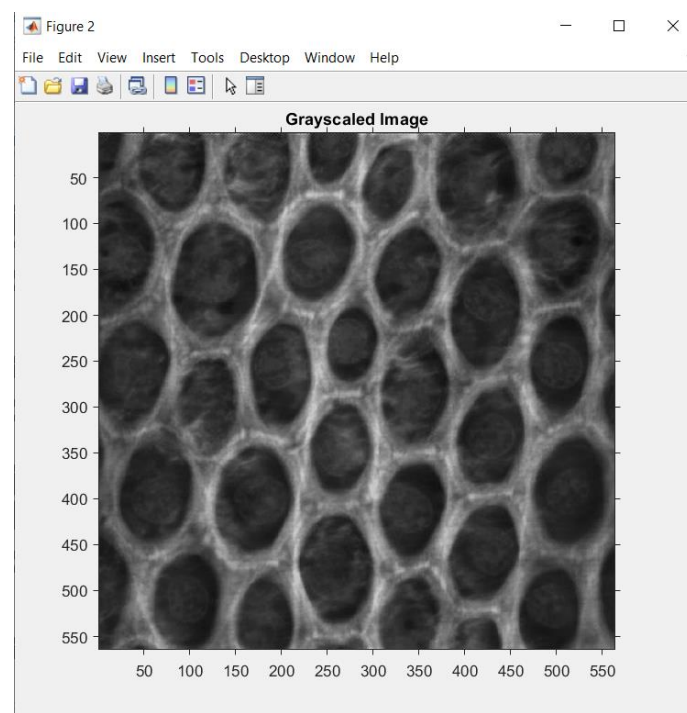 Figure 2
File Edit View Insert Tools Desktop Window Help
Grayscaled Image
50
100
150
200
250
300
350
400
450
500
550
50 100 150 200 250 300 350 400 450 500 550